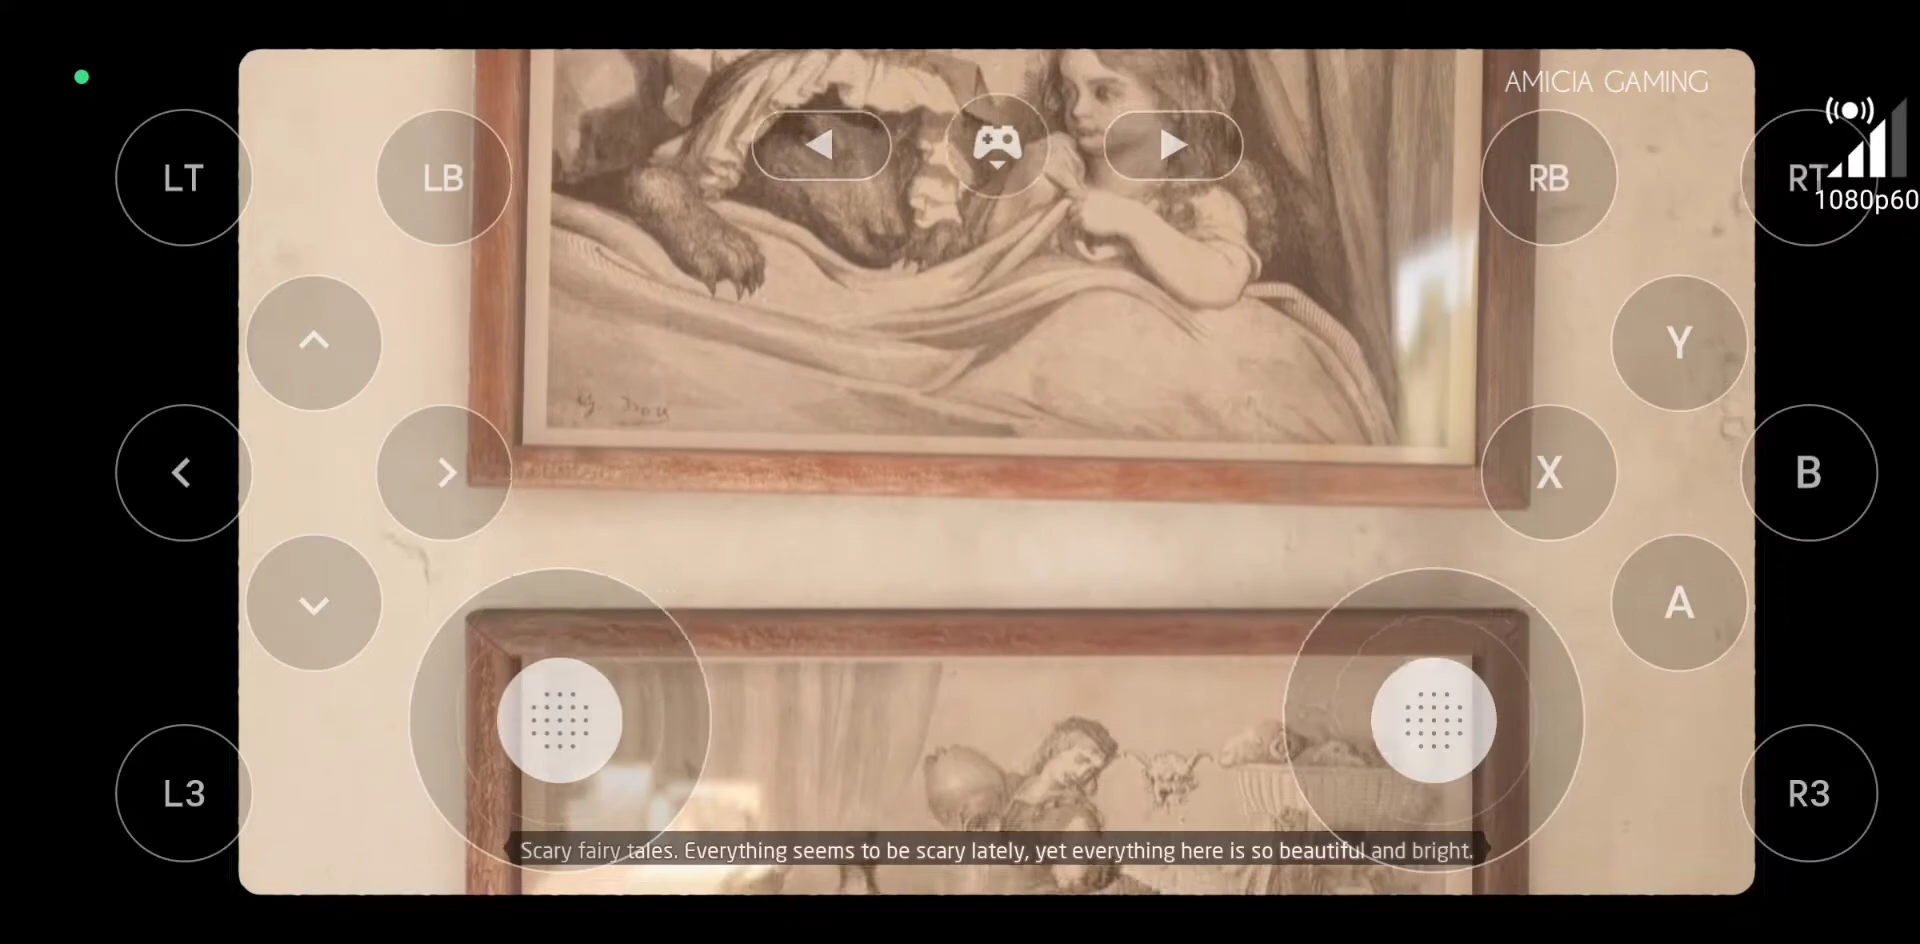 AMICIA GAMING
LT
LB
RB
RT
1080p60
Y
X
B
A
L3
R3
Scary fairy tales. Everything seems to be scary lately, yet everything here is so beautiful and bright.